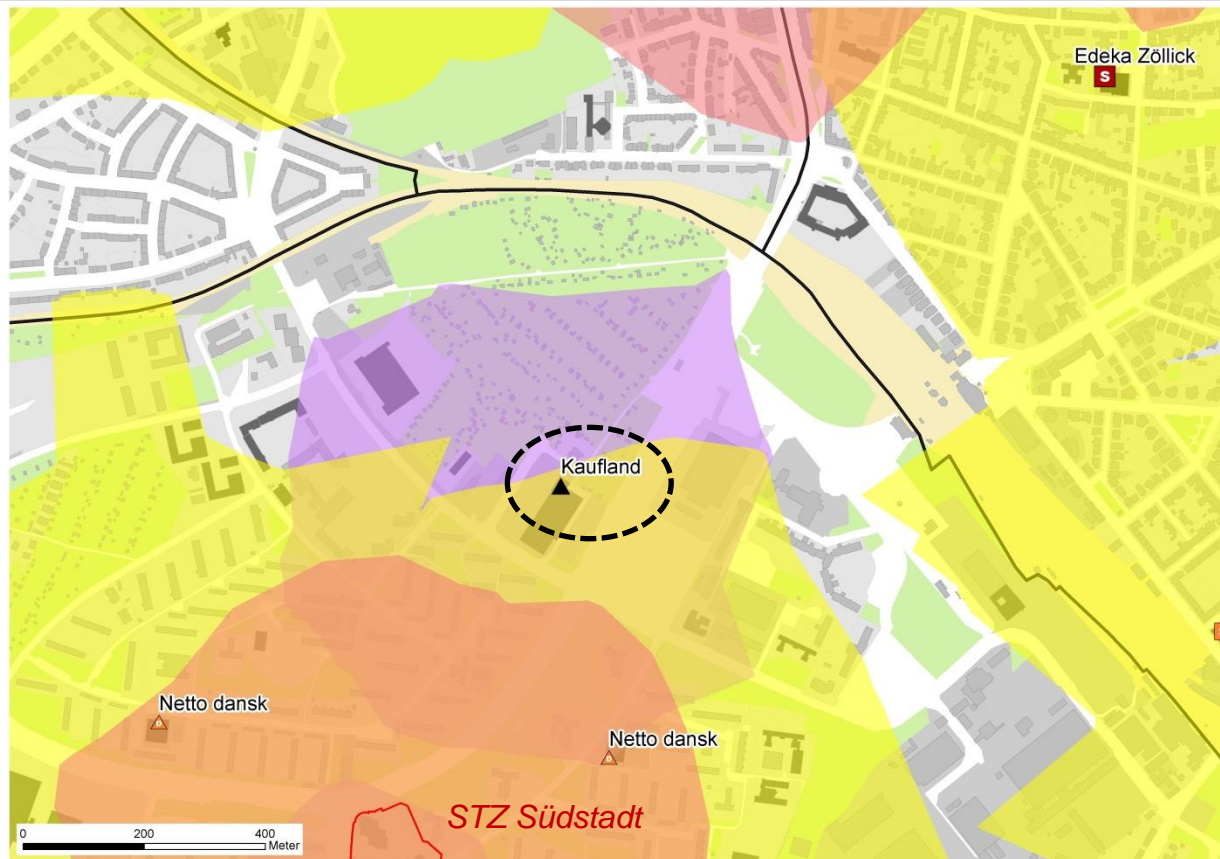 Edeka Zöllick
S
Kaufland
Netto dansk
Netto dansk
STZ Südstadt
0 200 400
Meter